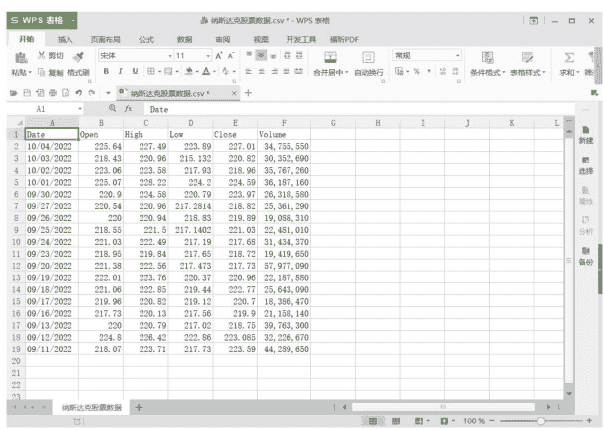 S WPS 表格
纳斯达克股票数据.csv * - WPS 表格
开始 插入 页面布局 公式 数据 审阅 视图 开发工具 福昕PDF
粘贴 剪切 复制 格式刷 宋体 11 B I U 合并居中 自动换行 常规 条件格式 表格样式 求和
纳斯达克股票数据.csv *
A1 fx Date
A B C D E F G H I J K L
1 Date Open High Low Close Volume
2 10/04/2022 225.64 227.49 223.89 227.01 34,755,550
3 10/03/2022 218.43 220.96 215.132 220.82 30,352,690
4 10/02/2022 223.06 223.58 217.93 218.96 35,767,260
5 10/01/2022 225.07 228.22 224.2 224.59 36,187,160
6 09/30/2022 220.9 224.58 220.79 223.97 26,318,580
7 09/27/2022 220.54 220.96 217.2814 218.82 25,361,290
8 09/26/2022 220 220.94 218.83 219.89 19,088,310
9 09/25/2022 218.55 221.5 217.1402 221.03 22,481,010
10 09/24/2022 221.03 222.49 217.19 217.68 31,434,370
11 09/23/2022 218.95 219.84 217.65 218.72 19,419,650
12 09/20/2022 221.38 222.56 217.473 217.73 57,977,090
13 09/19/2022 222.01 223.76 220.37 220.96 22,187,880
14 09/18/2022 221.06 222.85 219.44 222.77 25,643,090
15 09/17/2022 219.96 220.82 219.12 220.7 18,386,470
16 09/16/2022 217.73 220.13 217.56 219.9 21,158,140
17 09/13/2022 220 220.79 217.02 218.75 39,763,300
18 09/12/2022 224.8 226.42 222.86 223.085 32,226,670
19 09/11/2022 218.07 223.71 217.73 223.59 44,289,650
20
21
22
23
新建
选择
属性
分析
备份
纳斯达克股票数据
100 %